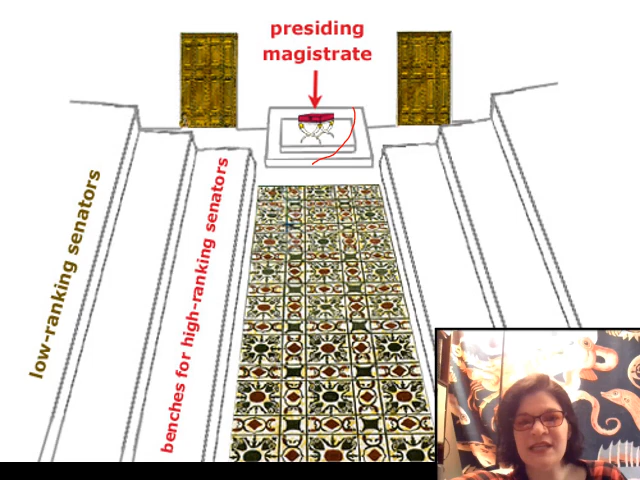 presiding
magistrate
low-ranking senators
benches for high-ranking senators